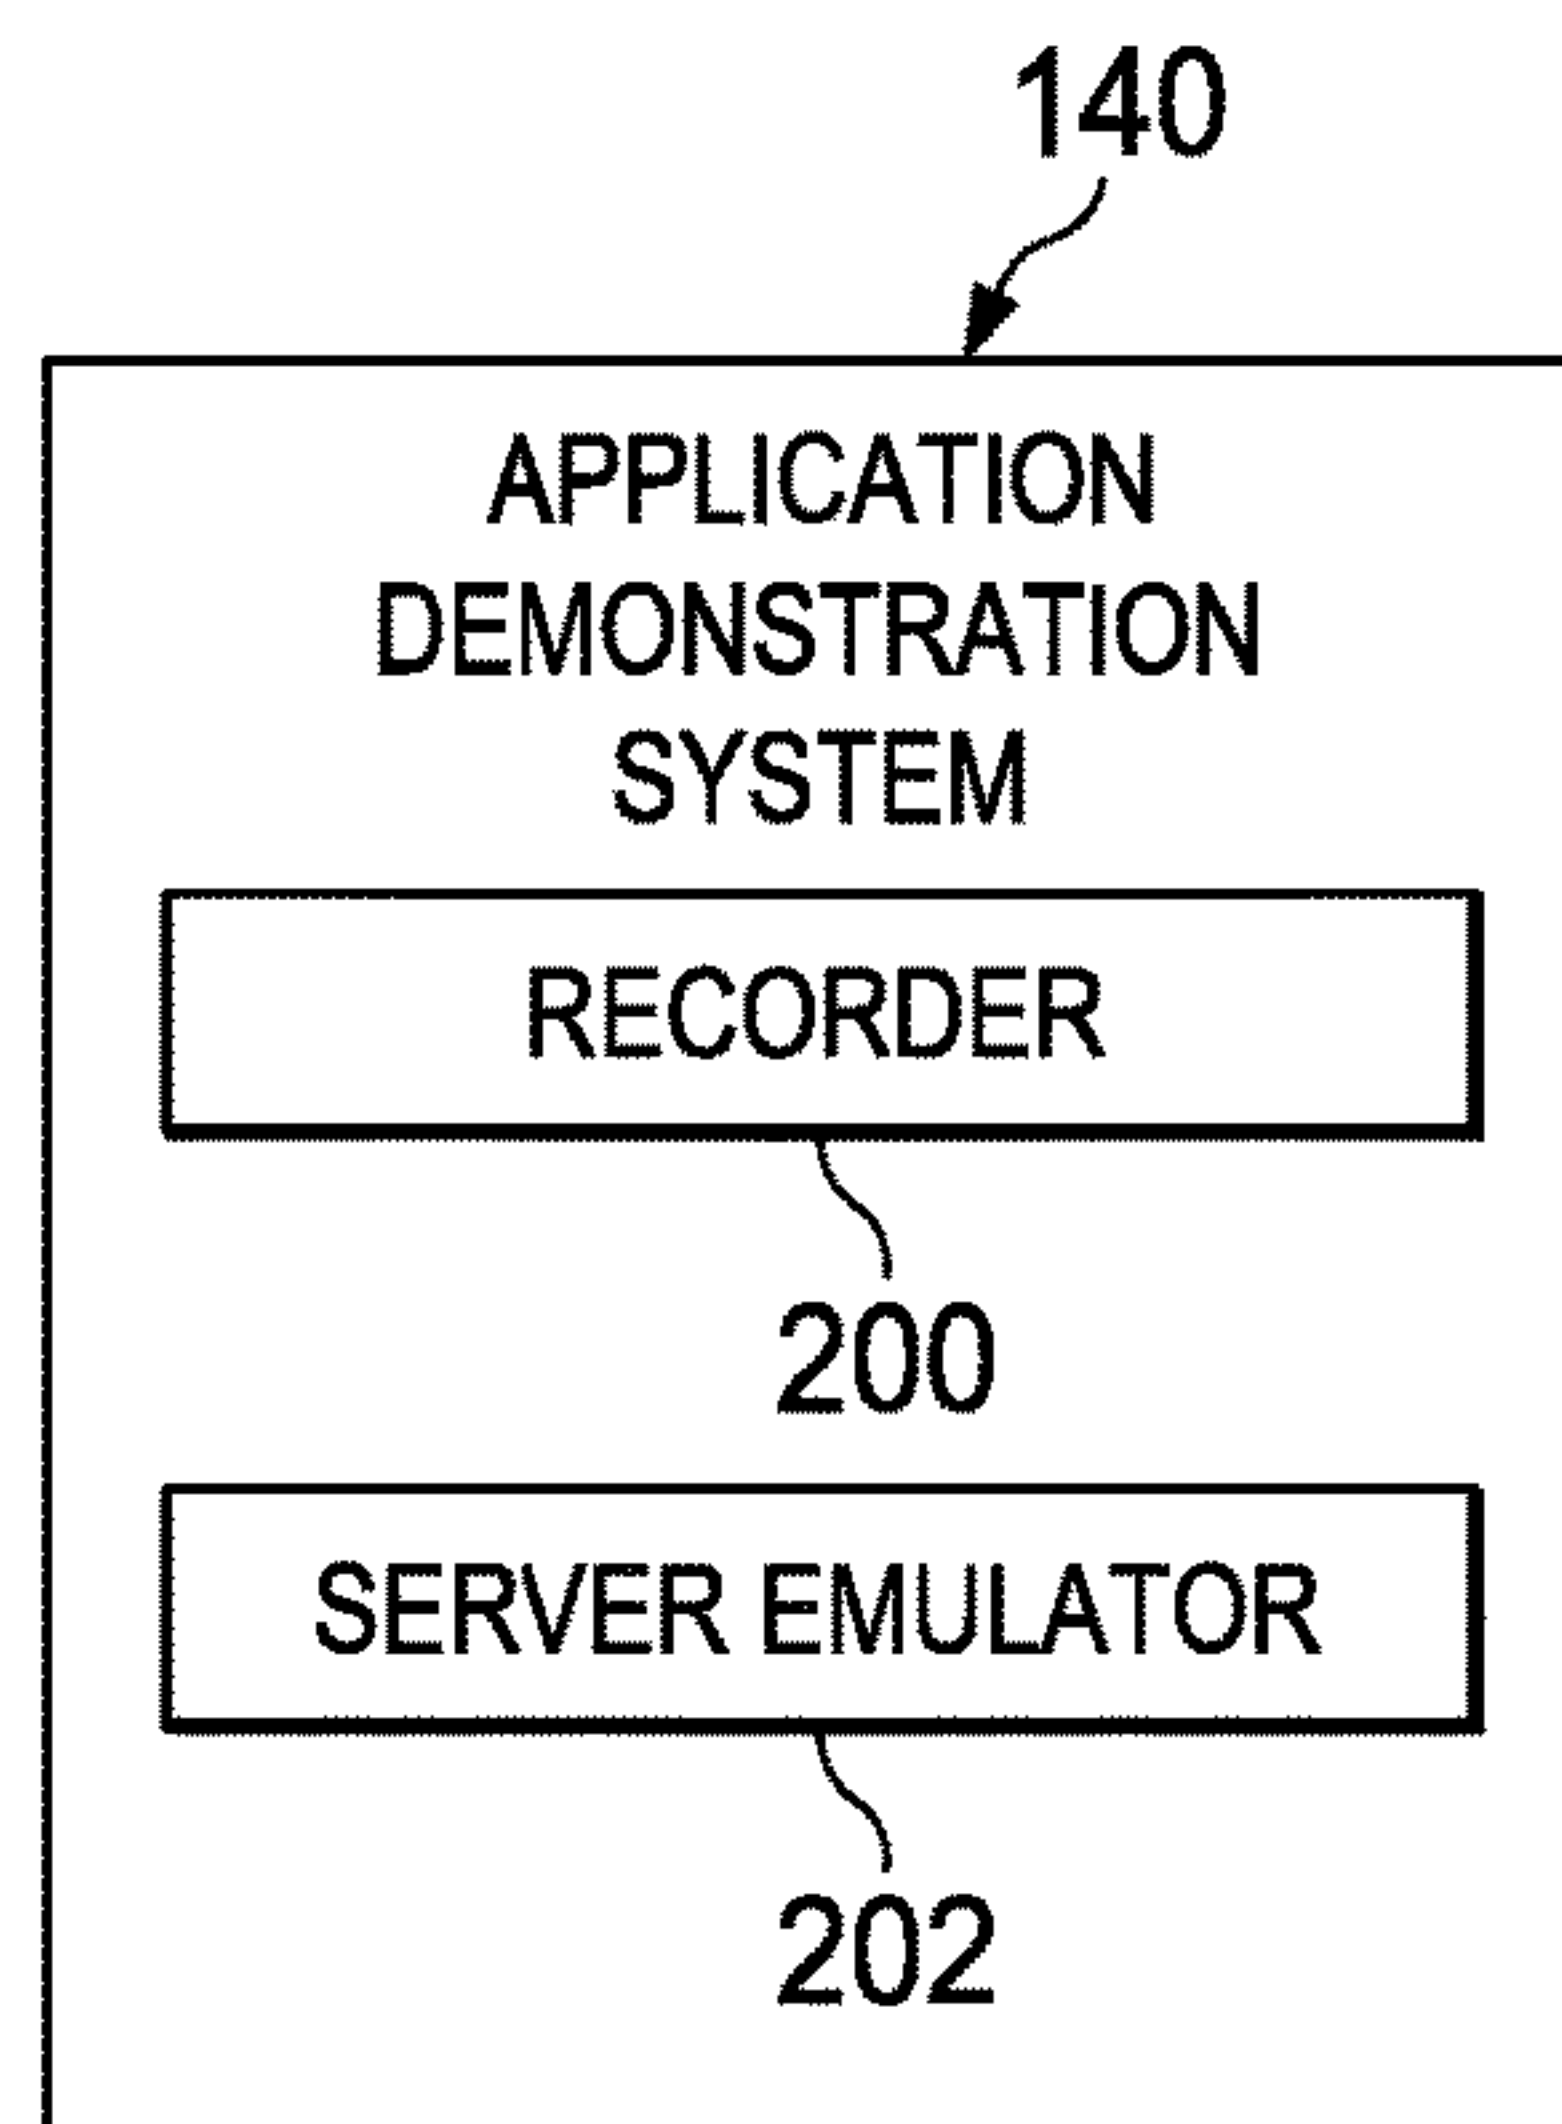 140
APPLICATION
DEMONSTRATION
SYSTEM
RECORDER
200
SERVER EMULATOR
202